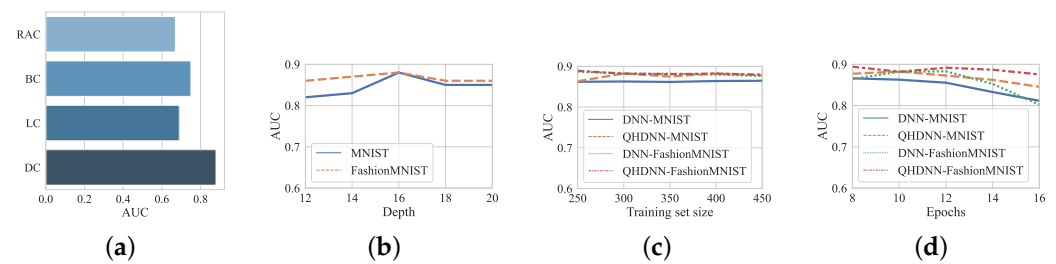 RAC
BC
LC
DC
0.0 0.2 0.4 0.6 0.8
AUC
(a)
AUC
0.9
0.8
0.7
0.6
MNIST
FashionMNIST
12 14 16 18 20
Depth
(b)
AUC
0.9
0.8
0.7
0.6
DNN-MNIST
QHDNN-MNIST
DNN-FashionMNIST
QHDNN-FashionMNIST
250 300 350 400 450
Training set size
(c)
AUC
0.9
0.8
0.7
0.6
DNN-MNIST
QHDNN-MNIST
DNN-FashionMNIST
QHDNN-FashionMNIST
8 10 12 14 16
Epochs
(d)